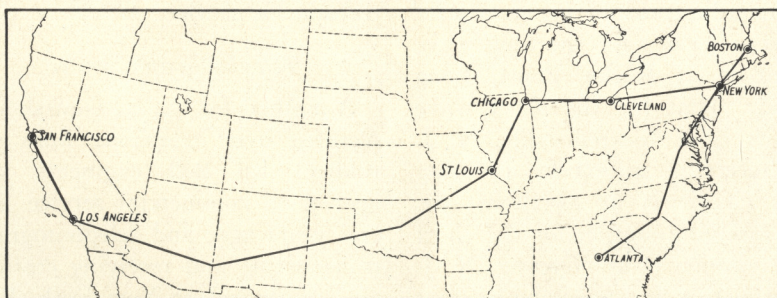 BOSTON
NEW YORK
CHICAGO
CLEVELAND
SAN FRANCISCO
ST LOUIS
LOS ANGELES
ATLANTA